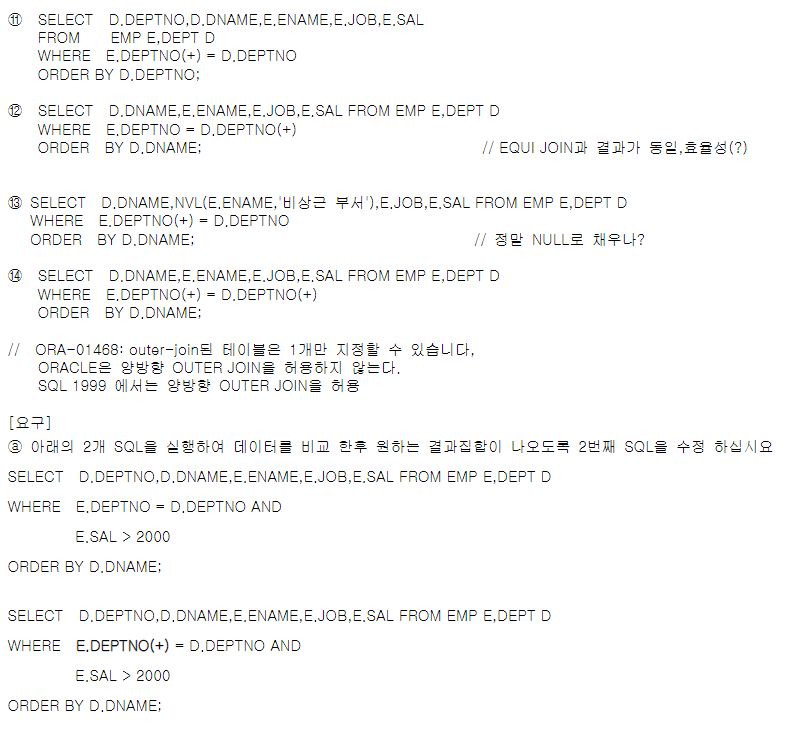 ⑪ SELECT D.DEPTNO,D.DNAME,E.ENAME,E.JOB,E.SAL
FROM EMP E,DEPT D
WHERE E.DEPTNO(+) = D.DEPTNO
ORDER BY D.DEPTNO;
⑫ SELECT D.DNAME,E.ENAME,E.JOB,E.SAL FROM EMP E,DEPT D
WHERE E.DEPTNO = D.DEPTNO(+)
ORDER BY D.DNAME; // EQUI JOIN과 결과가 동일,효율성(?)
⑬ SELECT D.DNAME,NVL(E.ENAME,'비상근 부서'),E.JOB,E.SAL FROM EMP E,DEPT D
WHERE E.DEPTNO(+) = D.DEPTNO
ORDER BY D.DNAME; // 정말 NULL로 채우나?
⑭ SELECT D.DNAME,E.ENAME,E.JOB,E.SAL FROM EMP E,DEPT D
WHERE E.DEPTNO(+) = D.DEPTNO(+)
ORDER BY D.DNAME;
// ORA-01468: outer-join된 테이블은 1개만 지정할 수 있습니다.
ORACLE은 양방향 OUTER JOIN을 허용하지 않는다.
SQL 1999 에서는 양방향 OUTER JOIN을 허용
[요구]
ⓐ 아래의 2개 SQL을 실행하여 데이터를 비교 한후 원하는 결과집합이 나오도록 2번째 SQL을 수정 하십시요
SELECT D.DEPTNO,D.DNAME,E.ENAME,E.JOB,E.SAL FROM EMP E,DEPT D
WHERE E.DEPTNO = D.DEPTNO AND
E.SAL > 2000
ORDER BY D.DNAME;
SELECT D.DEPTNO,D.DNAME,E.ENAME,E.JOB,E.SAL FROM EMP E,DEPT D
WHERE E.DEPTNO(+) = D.DEPTNO AND
E.SAL > 2000
ORDER BY D.DNAME;